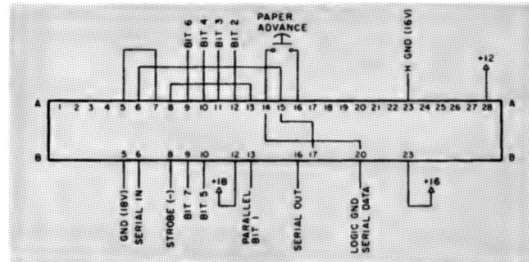 PAPER
ADVANCE
BIT 6
BIT 4
BIT 3
BIT 2
H GND (16V)
+12
A 1 2 3 4 5 6 7 8 9 10 11 12 13 14 15 16 17 18 19 20 21 22 23 24 25 26 27 28 A
B 5 6 8 9 10 12 13 16 17 20 23 B
+18
+16
GND (18V)
SERIAL IN
STROBE (-)
BIT 7
BIT 5
PARALLEL
BIT 1
SERIAL OUT
LOGIC GND
SERIAL DATA